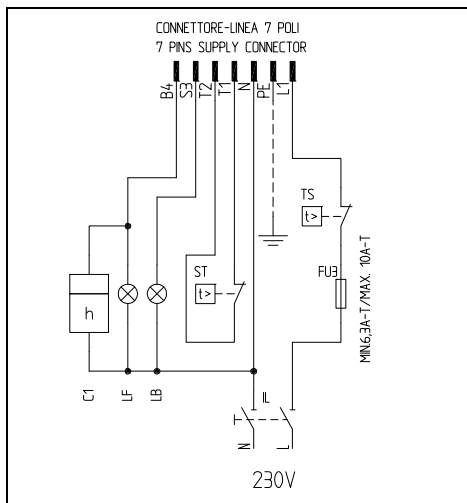 CONNETTORE-LINEA 7 POLI
7 PINS SUPPLY CONNECTOR
B4
S3
T2
T1
N
PE
L1
TS
t>
ST
t>
FU3
MIN.6,3A-T/MAX. 10A-T
h
C1
LF
LB
IL
N
L
230V